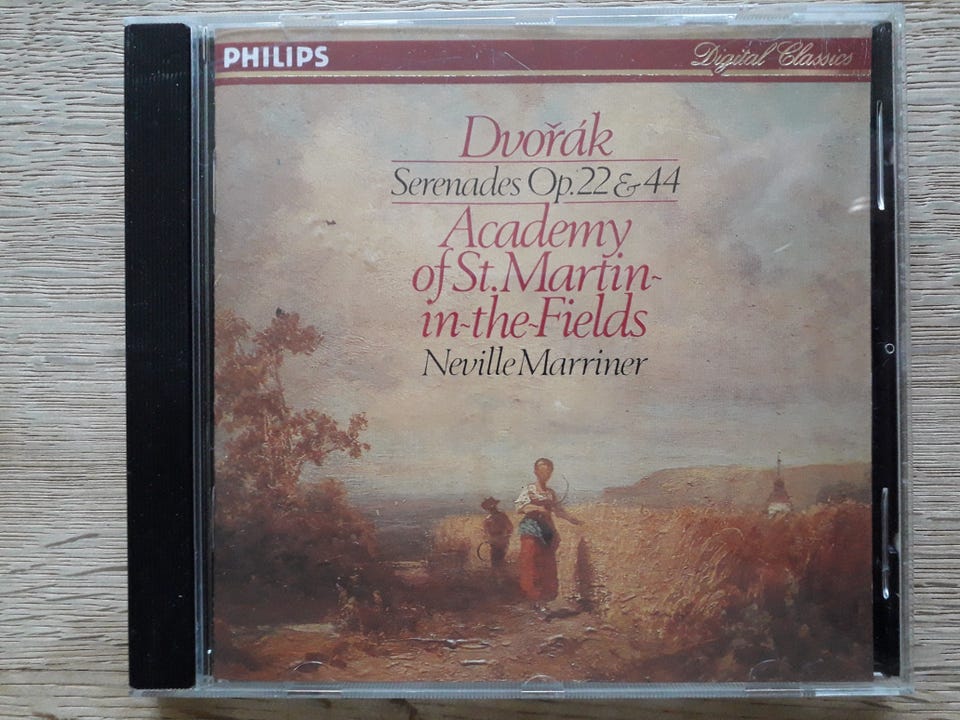 PHILIPS
Digital Classics
Dvořák
Serenades Op.22 & 44
Academy
of St. Martin-
in-the-Fields
Neville Marriner